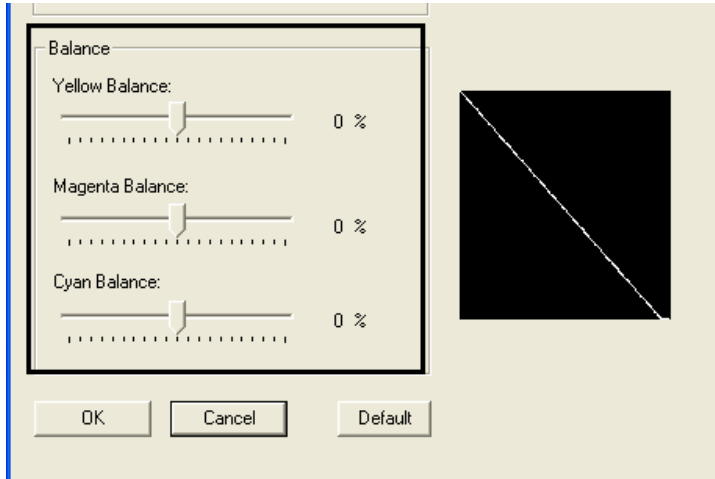 Balance
Yellow Balance:
0 %
Magenta Balance:
0 %
Cyan Balance:
0 %
OK Cancel Default